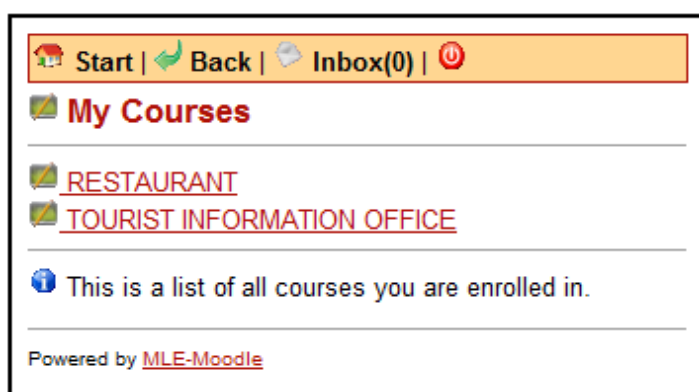 Start | Back | Inbox(0) |
My Courses
RESTAURANT
TOURIST INFORMATION OFFICE
This is a list of all courses you are enrolled in.
Powered by MLE-Moodle